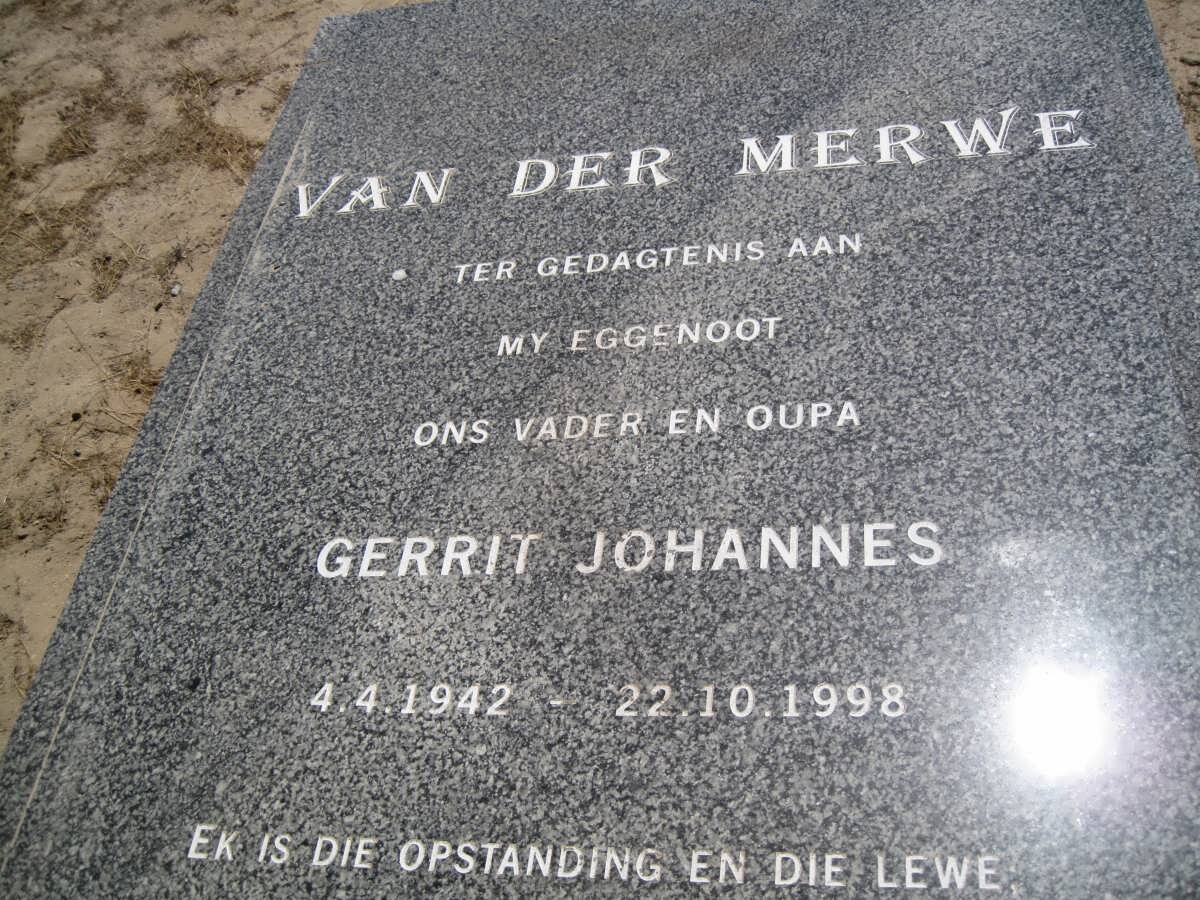 VAN DER MERWE
TER GEDAGTENIS AAN
MY EGGENOOT
ONS VADER EN OUPA
GERRIT JOHANNES
4.4.1942 - 22.10.1998
EK IS DIE OPSTANDING EN DIE LEWE;